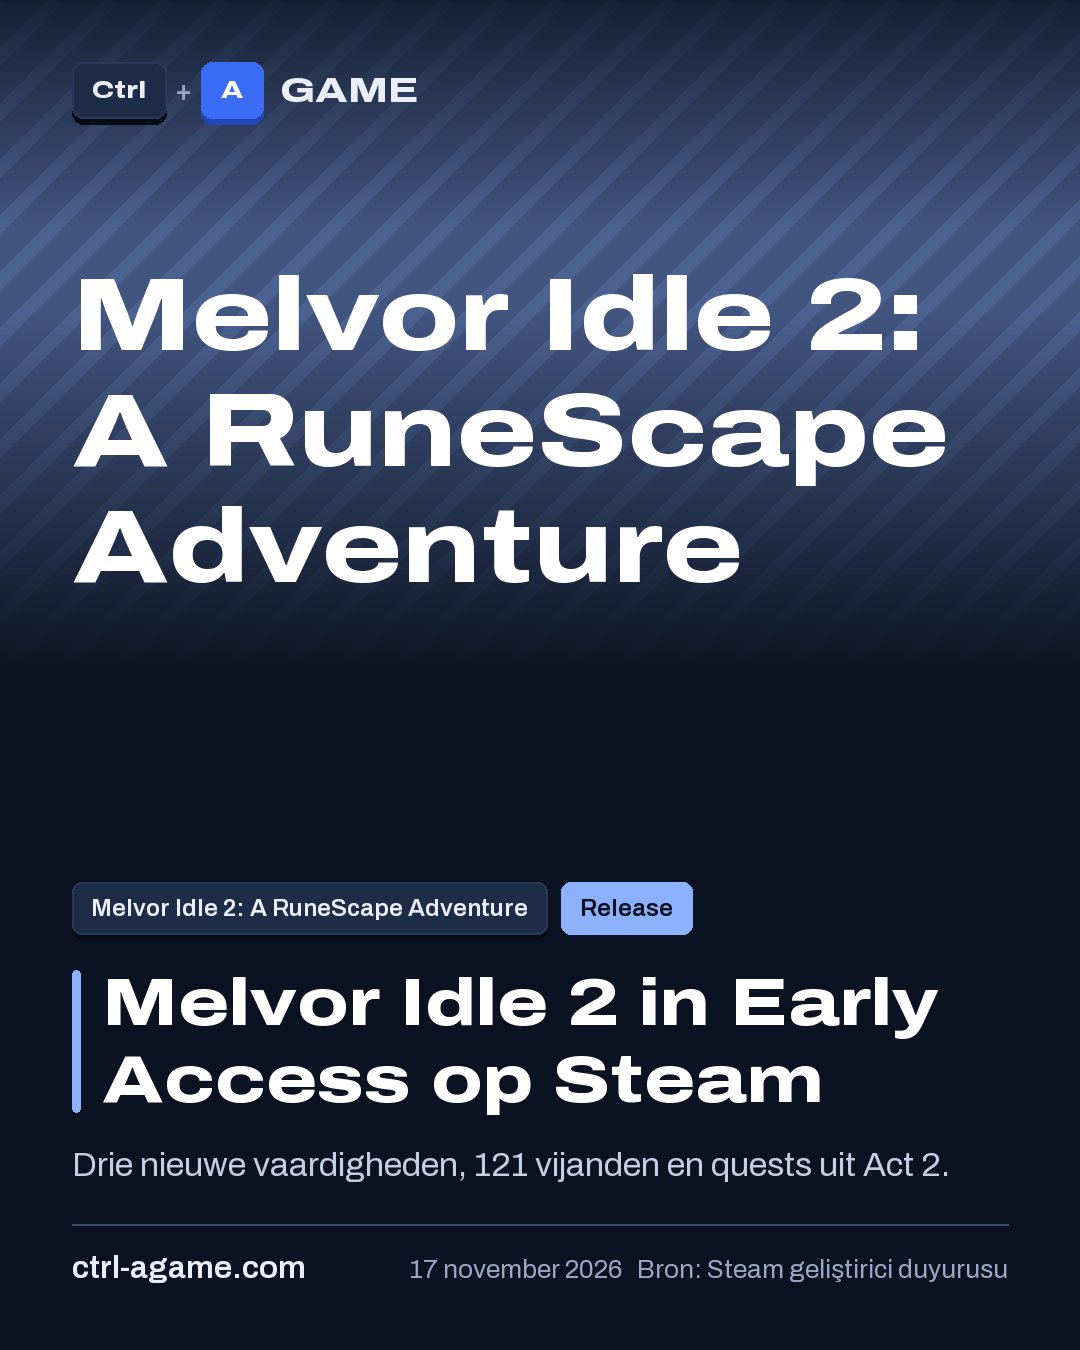 Ctrl + A GAME
Melvor Idle 2:
A RuneScape
Adventure
Melvor Idle 2: A RuneScape Adventure Release
Melvor Idle 2 in Early
Access op Steam
Drie nieuwe vaardigheden, 121 vijanden en quests uit Act 2.
ctrl-agame.com 17 november 2026 Bron: Steam geliştirici duyurusu